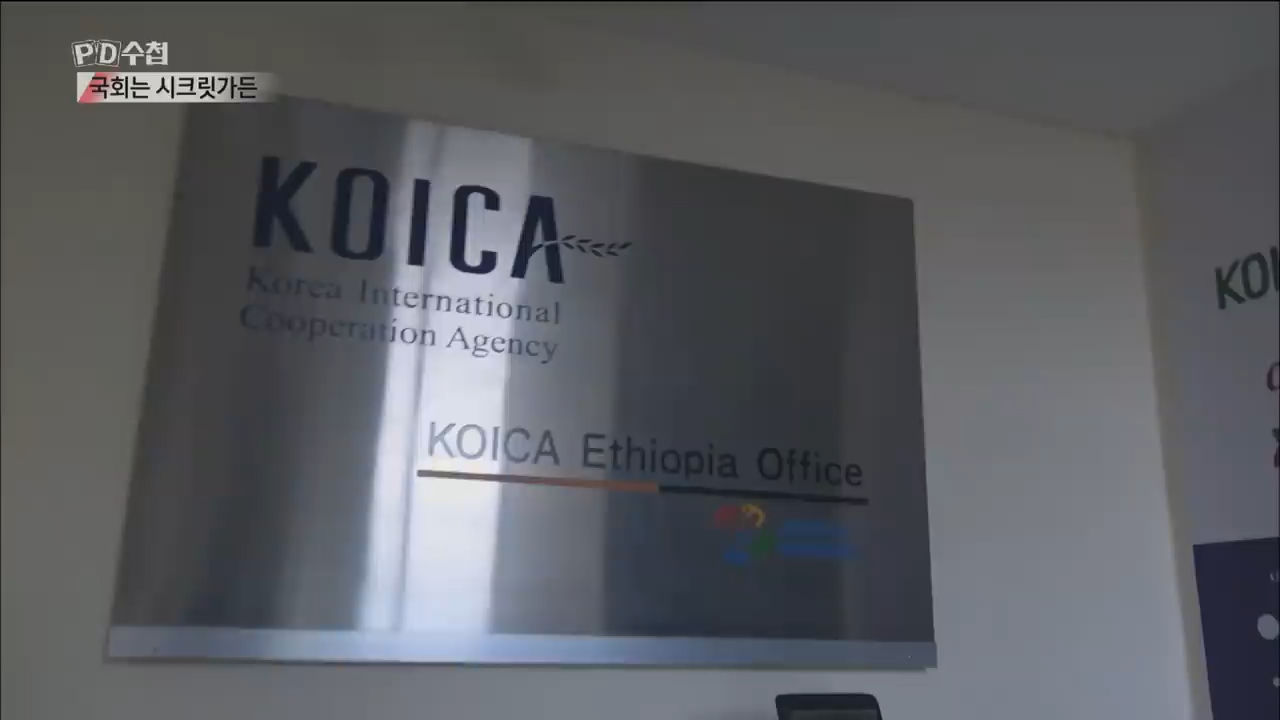 PD수첩
국회는 시크릿가든
KOICA
Korea International
Cooperation Agency
KOICA Ethiopia Office
KOI